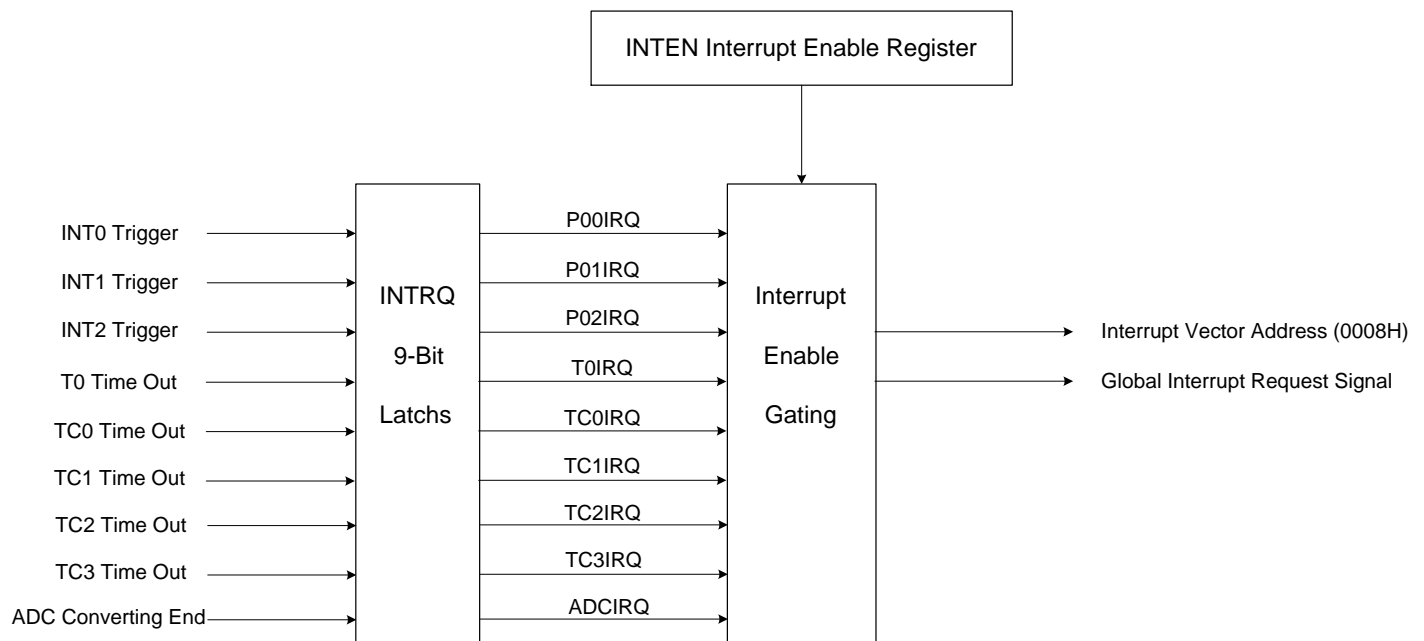 INTEN Interrupt Enable Register
INT0 Trigger
INT1 Trigger
INT2 Trigger
T0 Time Out
TC0 Time Out
TC1 Time Out
TC2 Time Out
TC3 Time Out
ADC Converting End
INTRQ
9-Bit
Latchs
P00IRQ
P01IRQ
P02IRQ
T0IRQ
TC0IRQ
TC1IRQ
TC2IRQ
TC3IRQ
ADCIRQ
Interrupt
Enable
Gating
Interrupt Vector Address (0008H)
Global Interrupt Request Signal